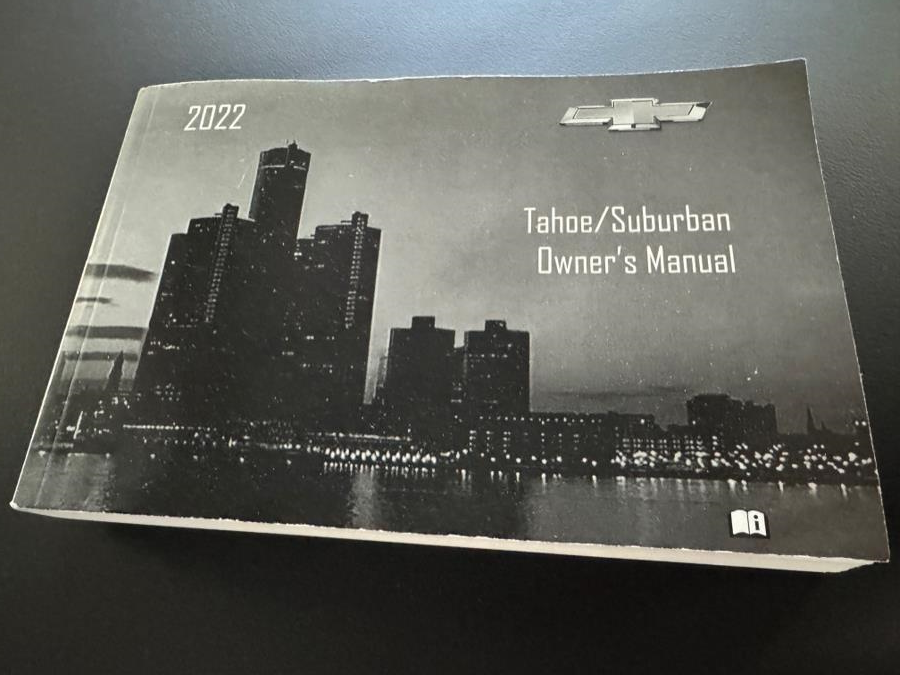 2022
Tahoe/Suburban
Owner's Manual
i